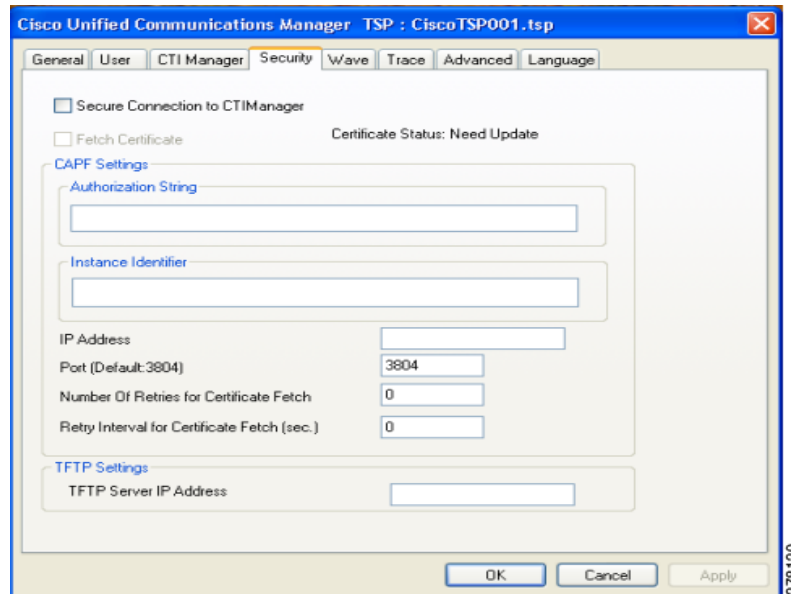 Cisco Unified Communications Manager TSP : CiscoTSP001.tsp
General User CTI Manager Security Wave Trace Advanced Language
Secure Connection to CTIManager
Fetch Certificate Certificate Status: Need Update
CAPF Settings
Authorization String
Instance Identifier
IP Address
Port (Default:3804) 3804
Number Of Retries for Certificate Fetch 0
Retry Interval for Certificate Fetch (sec.) 0
TFTP Settings
TFTP Server IP Address
OK Cancel Apply